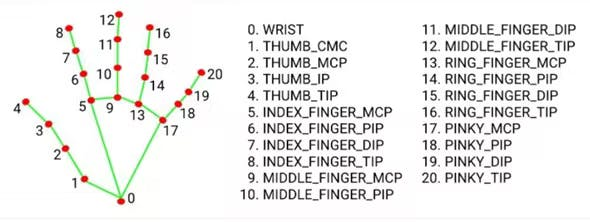 12
16
8
11
20
7
15
10
19
6
14
18
4
5
9
13
17
3
2
1
0
0. WRIST
1. THUMB_CMC
2. THUMB_MCP
3. THUMB_IP
4. THUMB_TIP
5. INDEX_FINGER_MCP
6. INDEX_FINGER_PIP
7. INDEX_FINGER_DIP
8. INDEX_FINGER_TIP
9. MIDDLE_FINGER_MCP
10. MIDDLE_FINGER_PIP
11. MIDDLE_FINGER_DIP
12. MIDDLE_FINGER_TIP
13. RING_FINGER_MCP
14. RING_FINGER_PIP
15. RING_FINGER_DIP
16. RING_FINGER_TIP
17. PINKY_MCP
18. PINKY_PIP
19. PINKY_DIP
20. PINKY_TIP